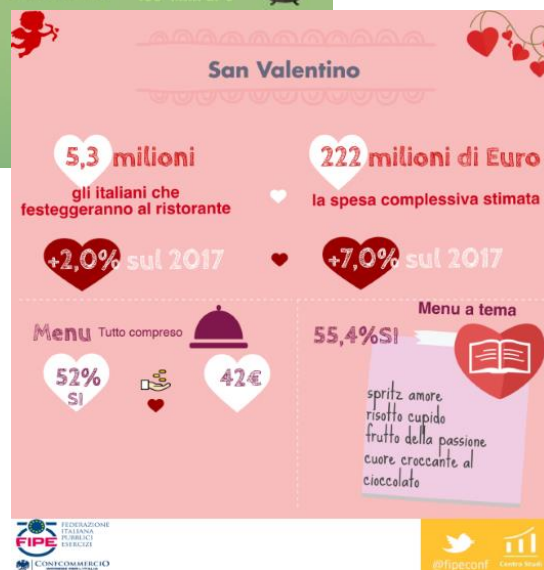 San Valentino
5,3 milioni
gli italiani che
festeggeranno al ristorante
222 milioni di Euro
la spesa complessiva stimata
+2,0% sul 2017
+7,0% sul 2017
Menu Tutto compreso
52%
SI
42€
Menu a tema
55,4%SI
spritz amore
risotto cupido
frutto della passione
cuore croccante al
cioccolato
FIPE
FEDERAZIONE
ITALIANA
PUBBLICI
ESERCIZI
CONFCOMMERCIO
@fipeconf
Centro Studi